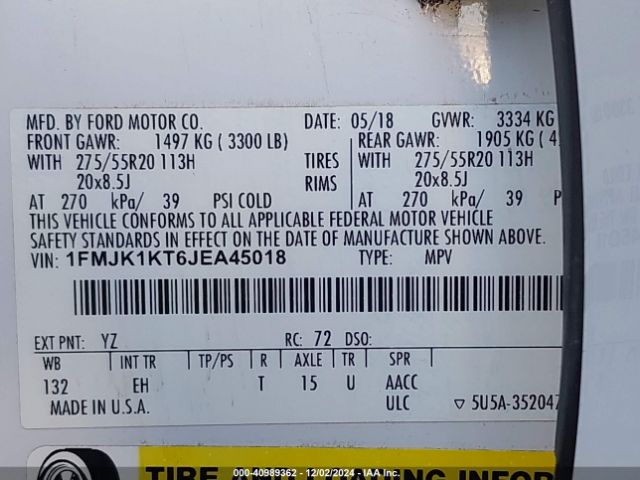 MFD. BY FORD MOTOR CO. DATE: 05/18 GVWR: 3334 KG
FRONT GAWR: 1497 KG ( 3300 LB) REAR GAWR: 1905 KG ( 4
WITH 275/55R20 113H TIRES WITH 275/55R20 113H
20x8.5J RIMS 20x8.5J
AT 270 kPa/ 39 PSI COLD AT 270 kPa/ 39 P
THIS VEHICLE CONFORMS TO ALL APPLICABLE FEDERAL MOTOR VEHICLE
SAFETY STANDARDS IN EFFECT ON THE DATE OF MANUFACTURE SHOWN ABOVE.
VIN: 1FMJK1KT6JEA45018 TYPE: MPV
EXT PNT: YZ RC: 72 DSO:
WB INT TR TP/PS R AXLE TR SPR
132 EH T 15 U AACC
MADE IN U.S.A. ULC ▽ 5U5A-352047
TIRE AND LOADING INFOR
© 40989362 - 12/02/2024 - IAA Inc.